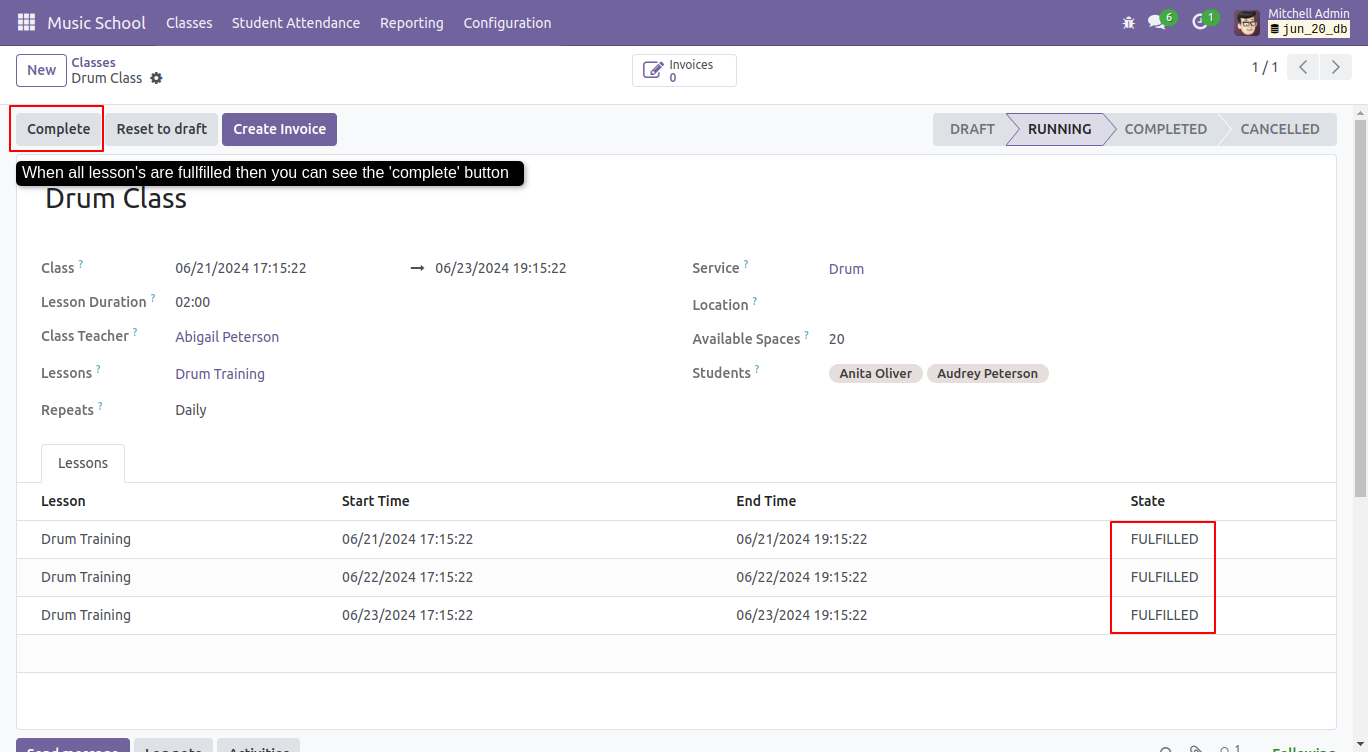 Music School Classes Student Attendance Reporting Configuration 6 1 Mitchell Admin
jun_20_db
New Classes Invoices
Drum Class 0 1 / 1
Complete Reset to draft Create Invoice DRAFT RUNNING COMPLETED CANCELLED
When all lesson's are fullfilled then you can see the 'complete' button
Drum Class
Class ? 06/21/2024 17:15:22 → 06/23/2024 19:15:22 Service ? Drum
Lesson Duration ? 02:00 Location ?
Class Teacher ? Abigail Peterson Available Spaces ? 20
Lessons ? Drum Training Students ? Anita Oliver Audrey Peterson
Repeats ? Daily
Lessons
Lesson Start Time End Time State
Drum Training 06/21/2024 17:15:22 06/21/2024 19:15:22 FULFILLED
Drum Training 06/22/2024 17:15:22 06/22/2024 19:15:22 FULFILLED
Drum Training 06/23/2024 17:15:22 06/23/2024 19:15:22 FULFILLED
Send message Log note Activities 1 Following